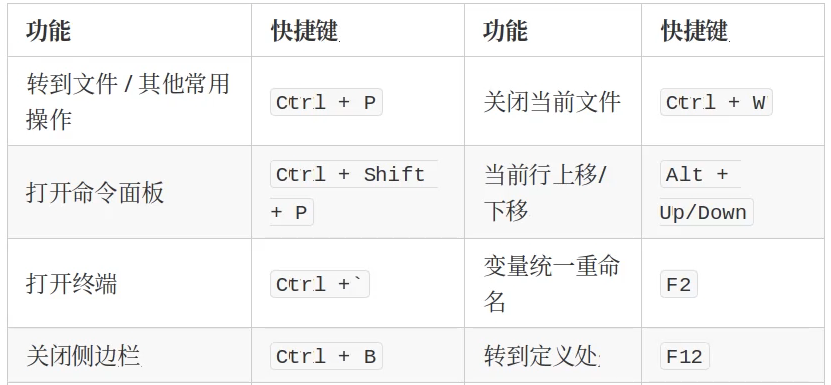 功能 快捷键 功能 快捷键
转到文件 / 其他常用操作 Ctrl + P 关闭当前文件 Ctrl + W
打开命令面板 Ctrl + Shift + P 当前行上移/下移 Alt + Up/Down
打开终端 Ctrl +` 变量统一重命名 F2
关闭侧边栏 Ctrl + B 转到定义处 F12